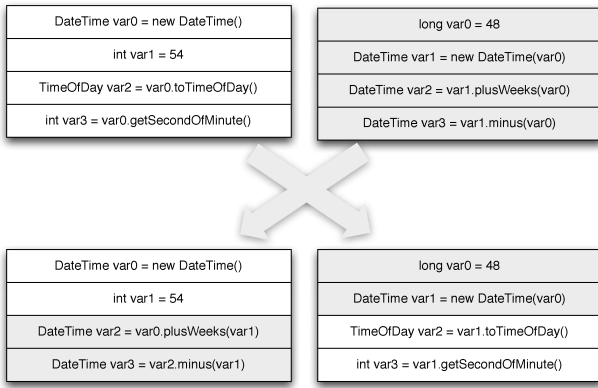 DateTime var0 = new DateTime()
int var1 = 54
TimeOfDay var2 = var0.toTimeOfDay()
int var3 = var0.getSecondOfMinute()
long var0 = 48
DateTime var1 = new DateTime(var0)
DateTime var2 = var1.plusWeeks(var0)
DateTime var3 = var1.minus(var0)
DateTime var0 = new DateTime()
int var1 = 54
DateTime var2 = var0.plusWeeks(var1)
DateTime var3 = var2.minus(var1)
long var0 = 48
DateTime var1 = new DateTime(var0)
TimeOfDay var2 = var1.toTimeOfDay()
int var3 = var1.getSecondOfMinute()